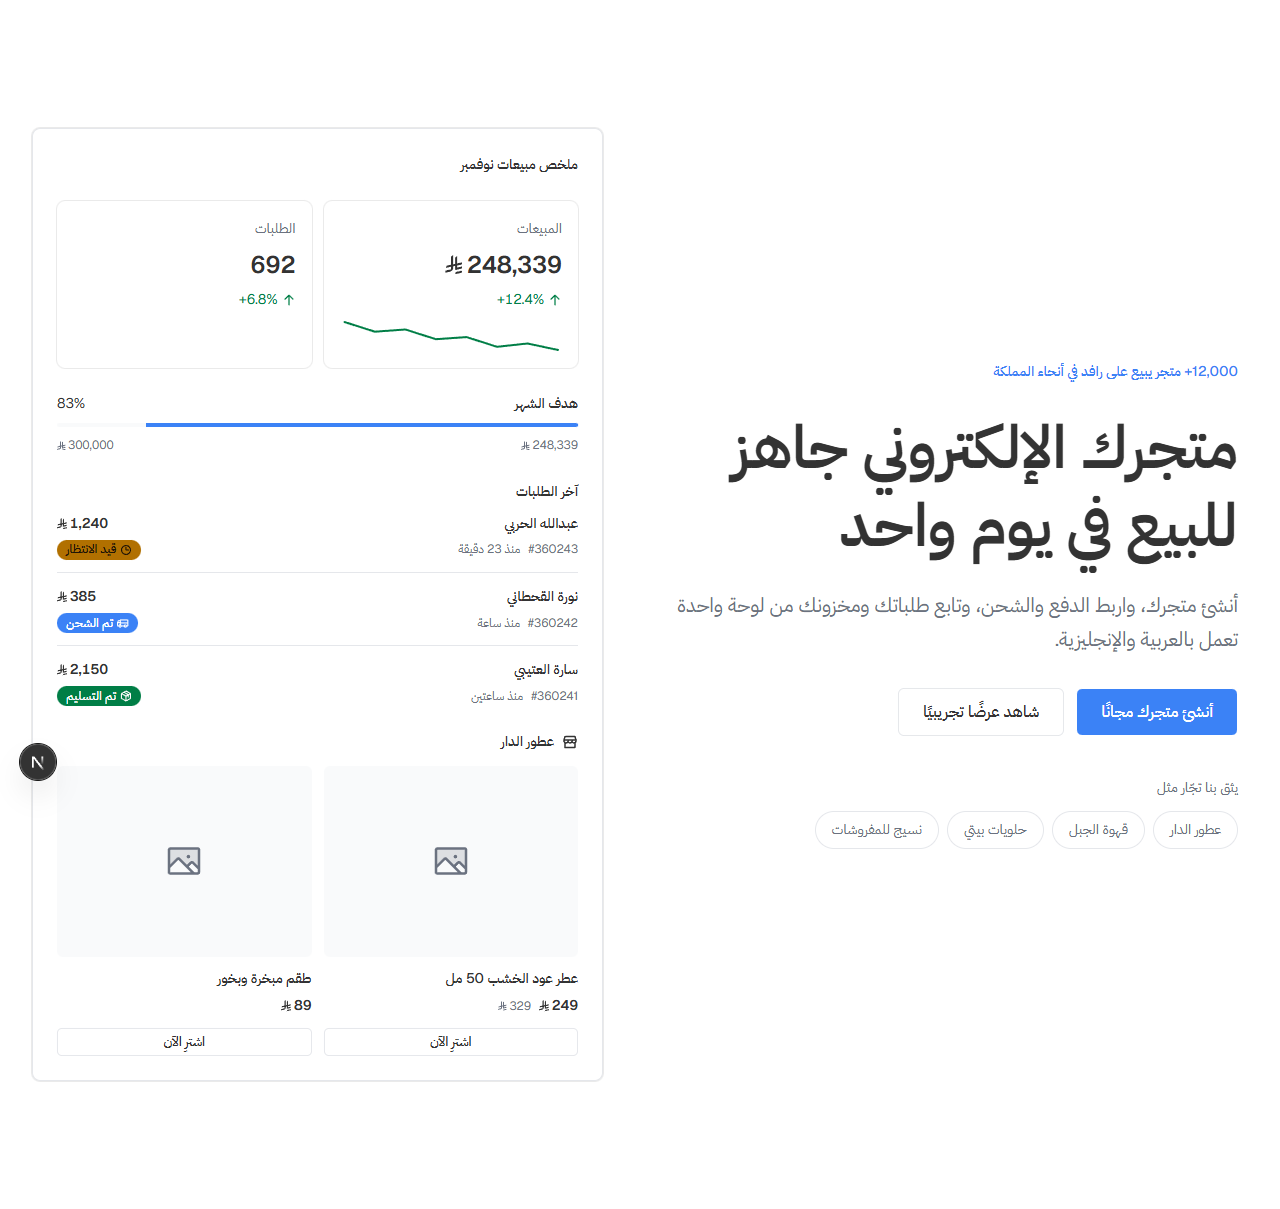 +12,000 متجر يبيع على رافد في أنحاء المملكة
متجرك الإلكتروني جاهز
للبيع في يوم واحد
أنشئ متجرك، واربط الدفع والشحن، وتابع طلباتك ومخزونك من لوحة واحدة
تعمل بالعربية والإنجليزية.
أنشئ متجرك مجانًا
شاهد عرضًا تجريبيًا
يثق بنا تجّار مثل
عطور الدار
قهوة الجبل
حلويات بيتي
نسيج للمفروشات
ملخص مبيعات نوفمبر
المبيعات
248,339 ⃁
+12.4%
الطلبات
692
+6.8%
هدف الشهر
83%
248,339 ⃁
300,000 ⃁
آخر الطلبات
عبدالله الحربي
1,240 ⃁
#360243 منذ 23 دقيقة
قيد الانتظار
نورة القحطاني
385 ⃁
#360242 منذ ساعة
تم الشحن
سارة العتيبي
2,150 ⃁
#360241 منذ ساعتين
تم التسليم
عطور الدار
عطر عود الخشب 50 مل
249 ⃁ 329 ⃁
اشترِ الآن
طقم مبخرة وبخور
89 ⃁
اشترِ الآن
N